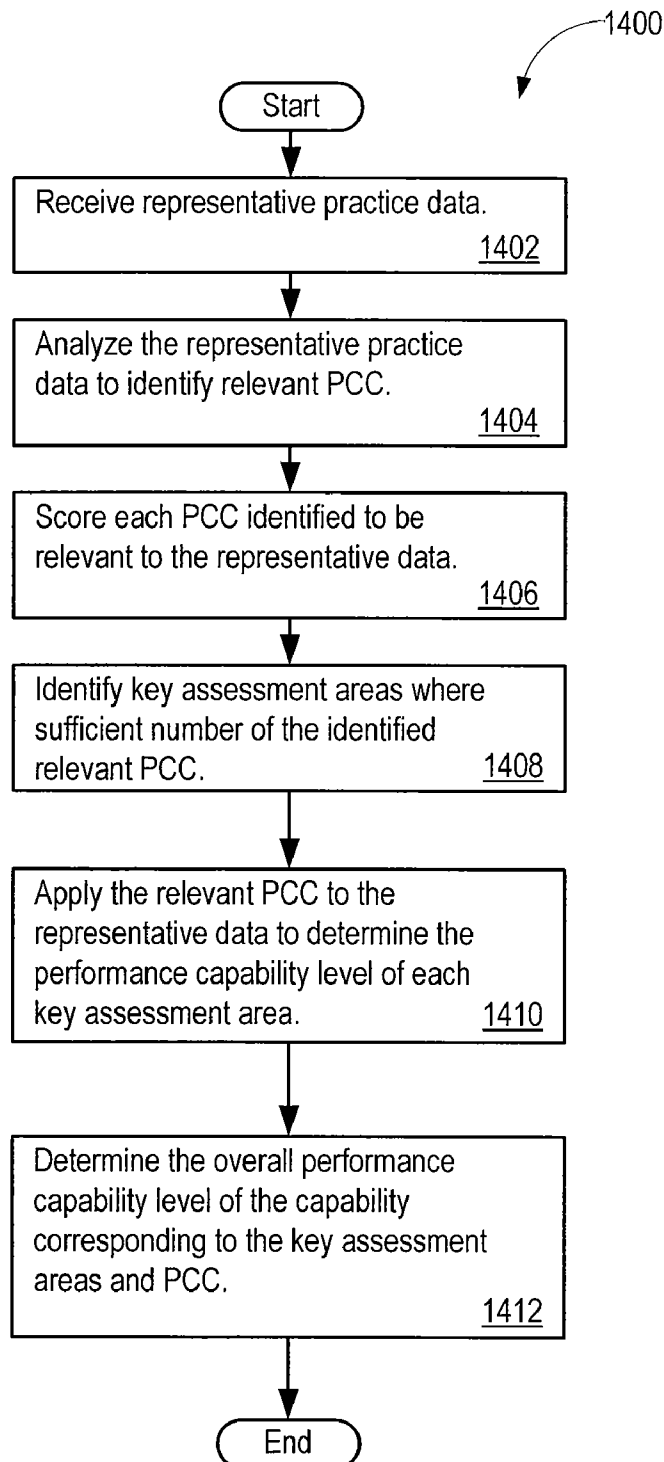 1400
Start
Receive representative practice data.
1402
Analyze the representative practice
data to identify relevant PCC.
1404
Score each PCC identified to be
relevant to the representative data.
1406
Identify key assessment areas where
sufficient number of the identified
relevant PCC.
1408
Apply the relevant PCC to the
representative data to determine the
performance capability level of each
key assessment area.
1410
Determine the overall performance
capability level of the capability
corresponding to the key assessment
areas and PCC.
1412
End